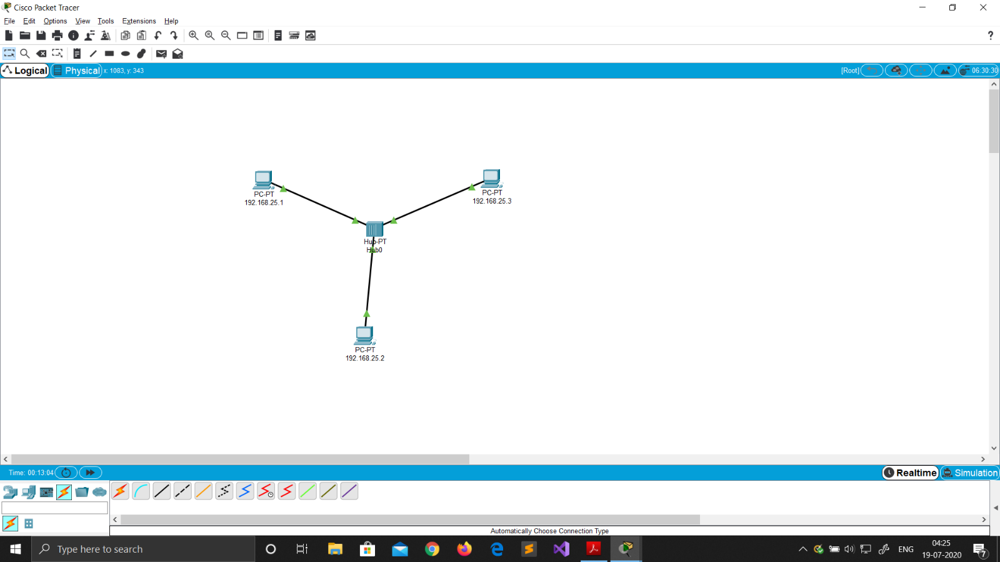 Cisco Packet Tracer
File Edit Options View Tools Extensions Help
?
Logical Physical x: 1083, y: 343 [Root] 06:30:30
PC-PT
192.168.25.1
PC-PT
192.168.25.3
Hub-PT
Hub0
PC-PT
192.168.25.2
Time: 00:13:04 Realtime Simulation
Automatically Choose Connection Type
Type here to search
ENG
04:25
19-07-2020
7